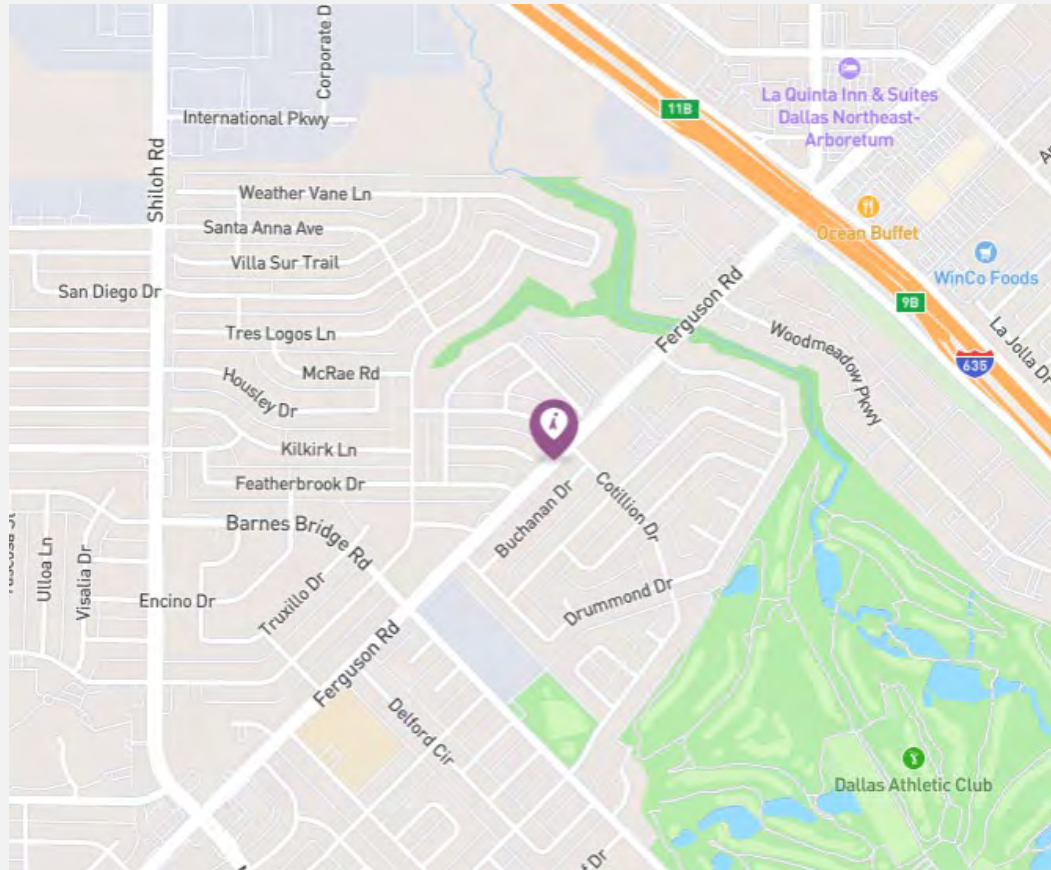 Corporate D
11B
La Quinta Inn & Suites
Dallas Northeast-
Arboretum
International Pkwy
Shiloh Rd
Weather Vane Ln
Santa Anna Ave
Ocean Buffet
Villa Sur Trail
WinCo Foods
San Diego Dr
9B
Ferguson Rd
Tres Logos Ln
Woodmeadow Pkwy
La Jolla Dr
635
McRae Rd
Housley Dr
Kilkirk Ln
Featherbrook Dr
Cotillion Dr
Buchanan Dr
Barnes Bridge Rd
Ulloa Ln
Visalia Dr
Encino Dr
Truxillo Dr
Drummond Dr
Ferguson Rd
Delford Cir
Dallas Athletic Club
f Dr